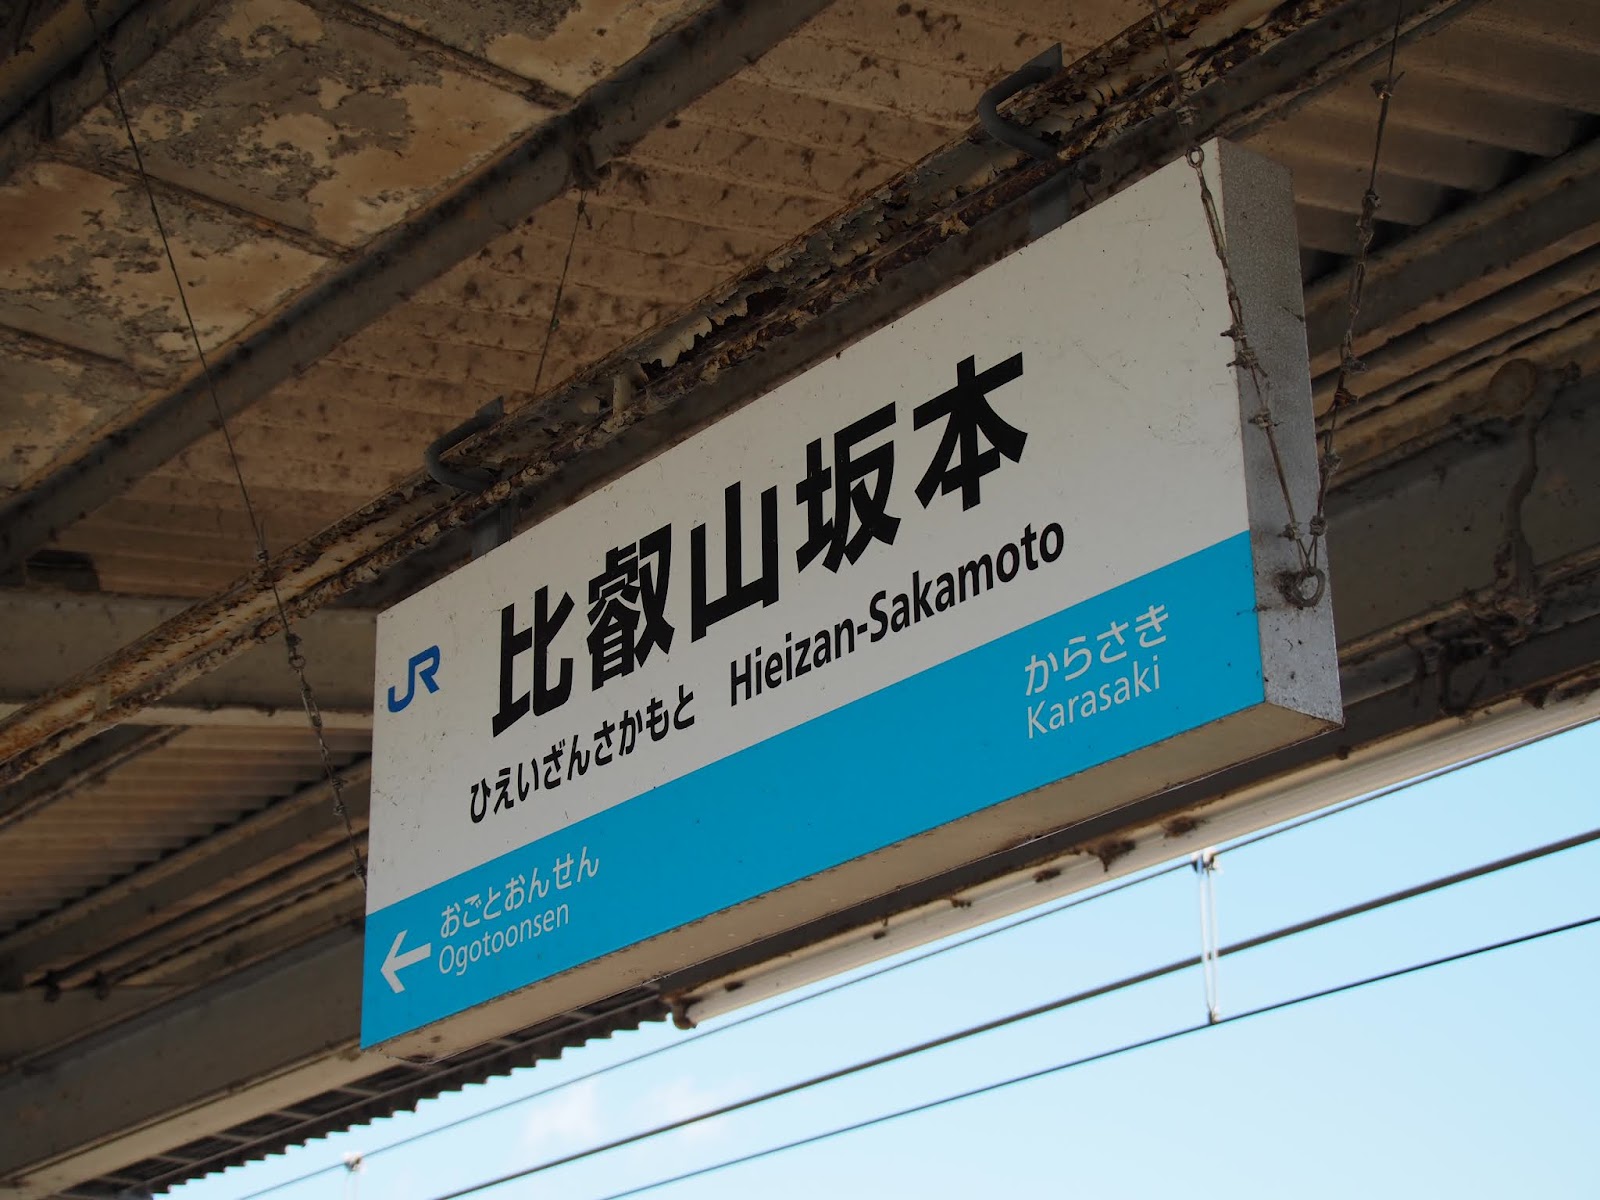 JR
比叡山坂本
ひえいざんさかもと Hieizan-Sakamoto
からさき
Karasaki
← おごとおんせん
Ogotoonsen